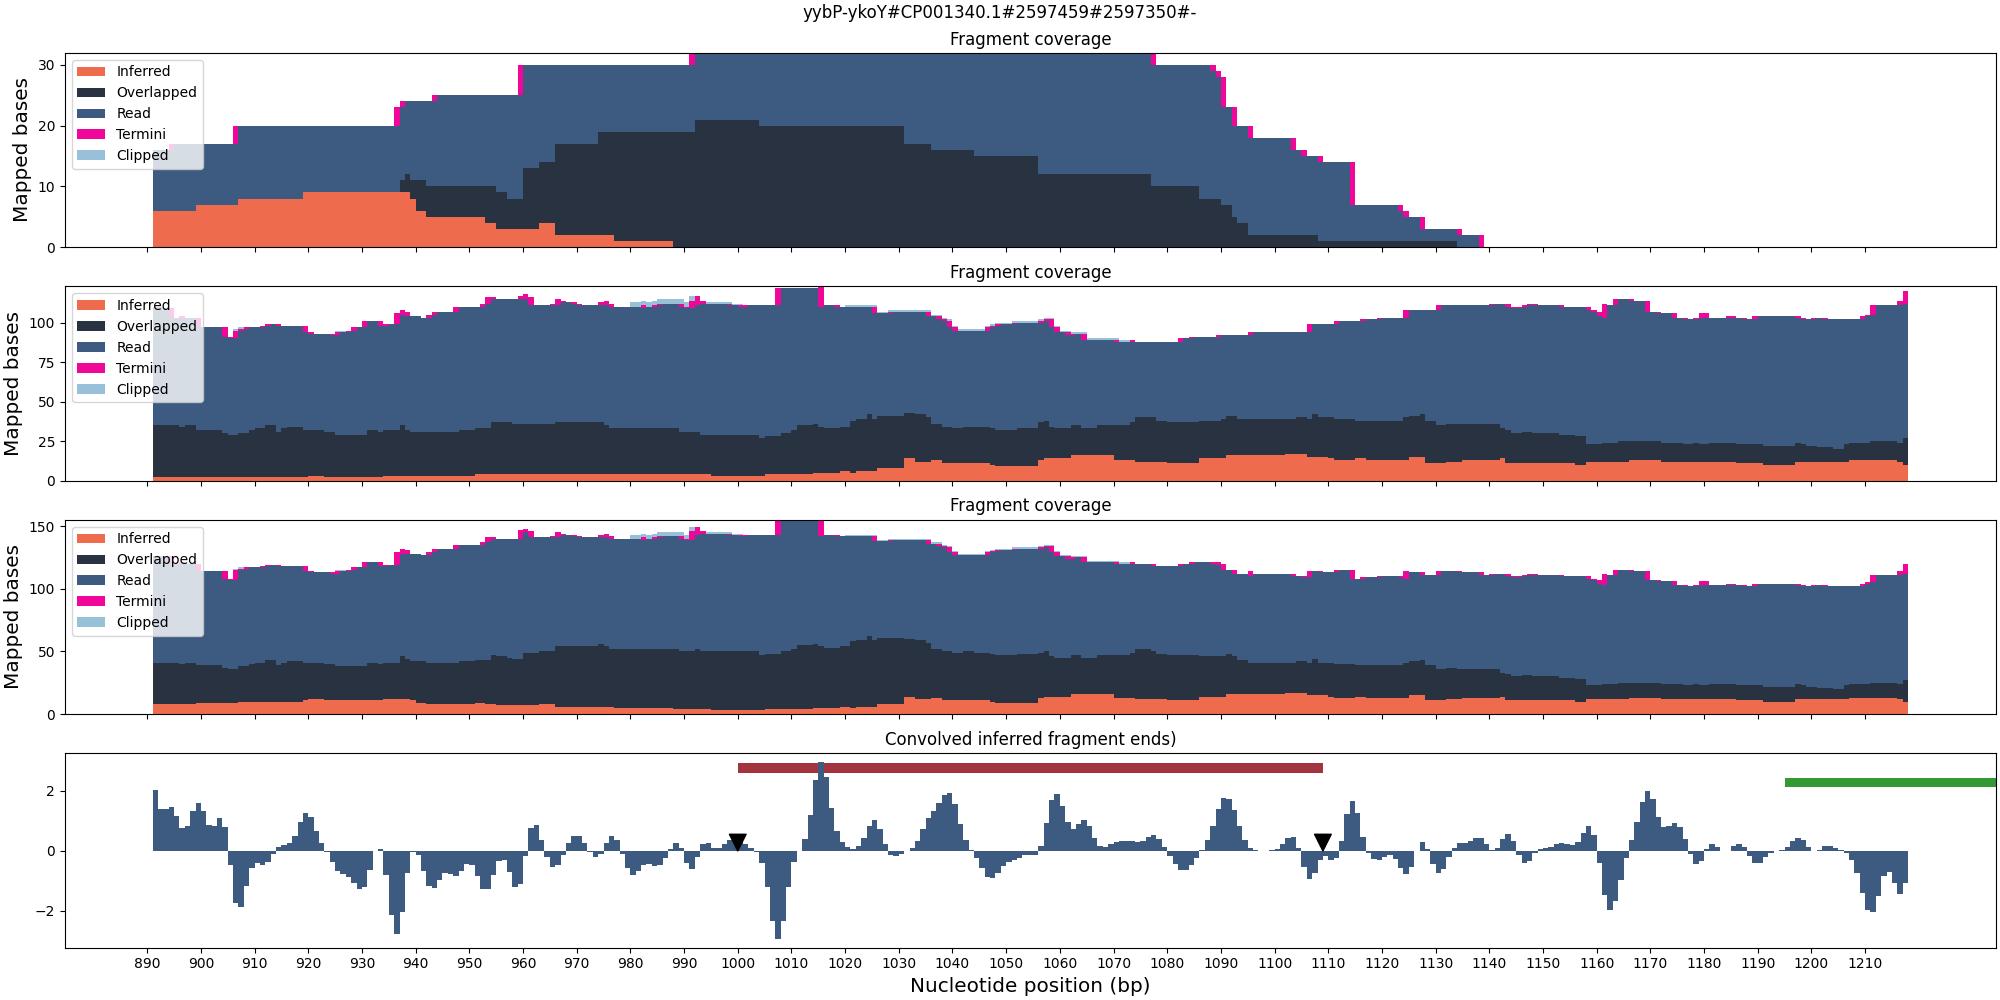 yybP-ykoY#CP001340.1#2597459#2597350#-
Fragment coverage
Mapped bases
30
20
10
0
Inferred
Overlapped
Read
Termini
Clipped
Fragment coverage
Mapped bases
100
75
50
25
0
Inferred
Overlapped
Read
Termini
Clipped
Fragment coverage
Mapped bases
150
100
50
0
Inferred
Overlapped
Read
Termini
Clipped
Convolved inferred fragment ends)
2
0
−2
890 900 910 920 930 940 950 960 970 980 990 1000 1010 1020 1030 1040 1050 1060 1070 1080 1090 1100 1110 1120 1130 1140 1150 1160 1170 1180 1190 1200 1210
Nucleotide position (bp)